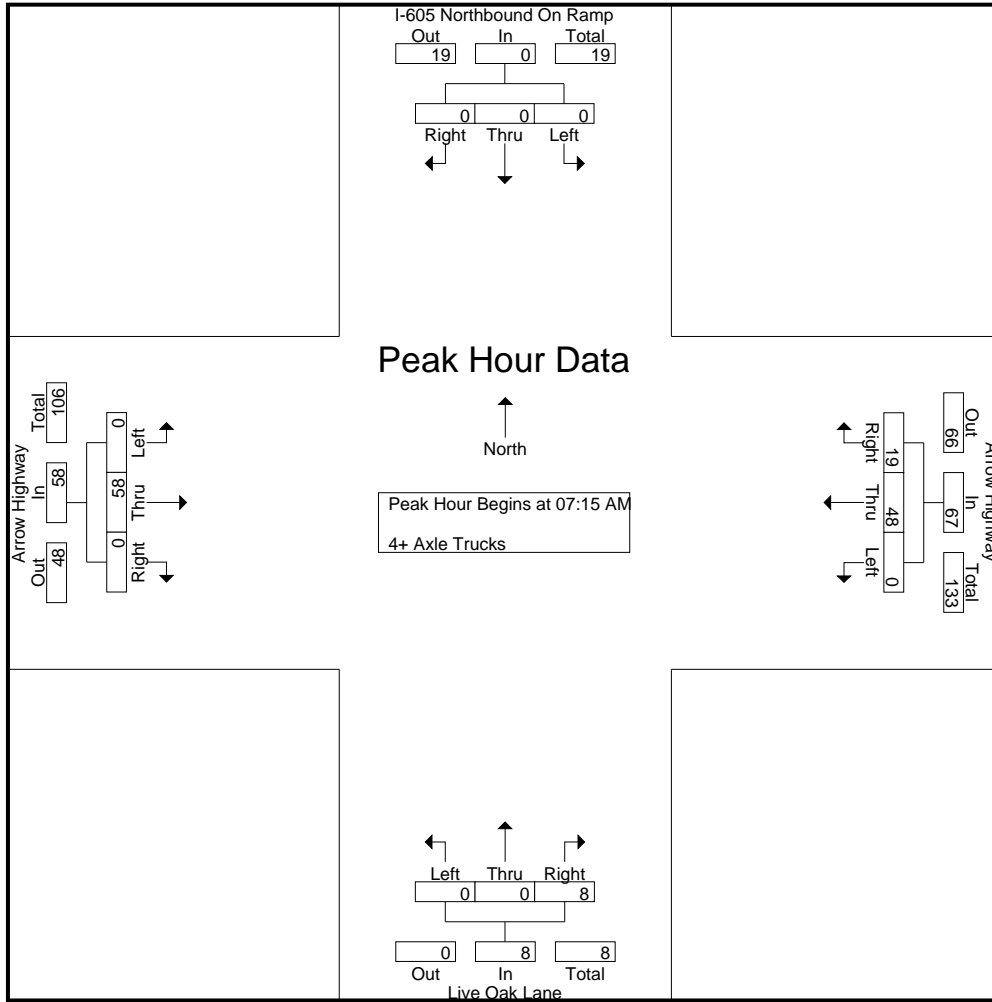 I-605 Northbound On Ramp
Out In Total
19 0 19
0 0 0
Right Thru Left
Peak Hour Data
North
Peak Hour Begins at 07:15 AM
4+ Axle Trucks
Arrow Highway
Out In Total
48 58 106
Right Thru Left
0 58 0
Arrow Highway
Out In Total
66 67 133
Right Thru Left
19 48 0
Left Thru Right
0 0 8
0 8 8
Out In Total
Live Oak Lane